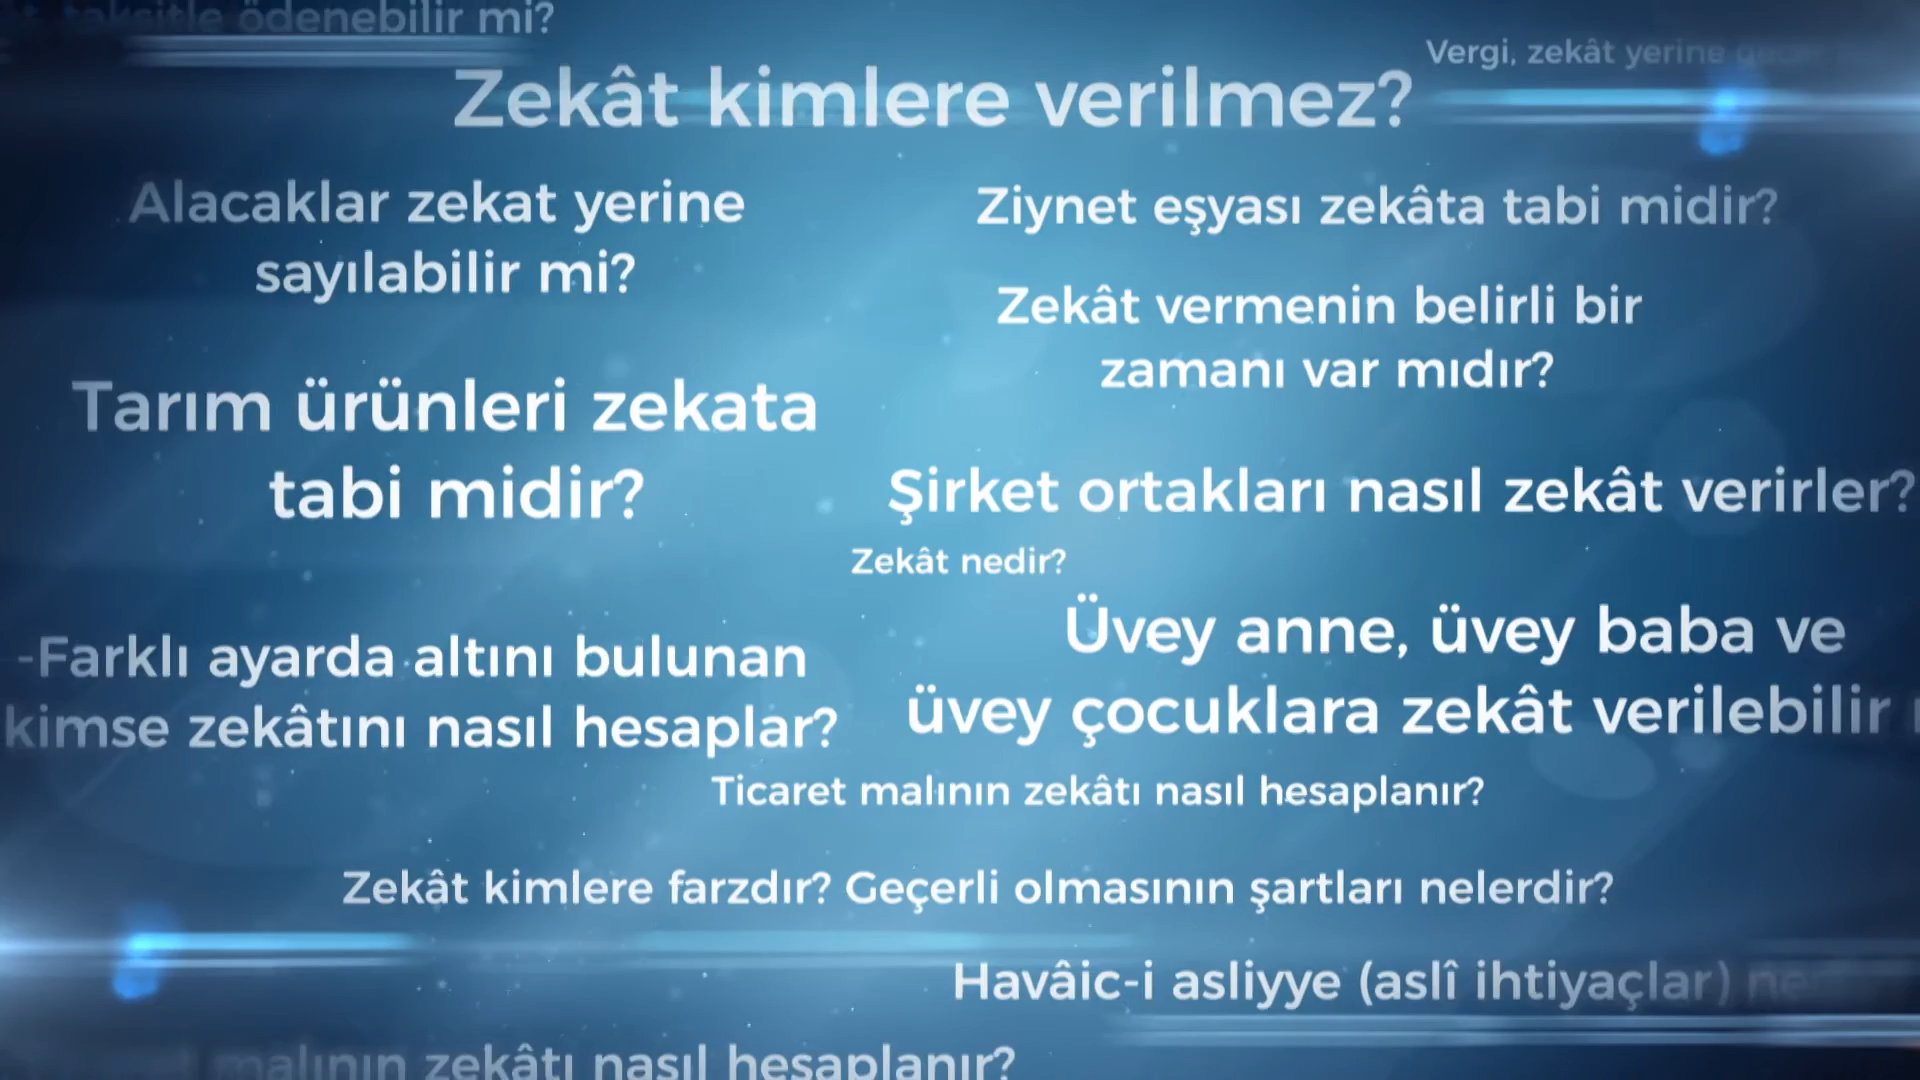 taksitle ödenebilir mi?
Vergi, zekât yerine
Zekât kimlere verilmez?
Alacaklar zekat yerine
sayılabilir mi?
Ziynet eşyası zekâta tabi midir?
Zekât vermenin belirli bir
zamanı var mıdır?
Tarım ürünleri zekata
tabi midir?
Şirket ortakları nasıl zekât verirler?
Zekât nedir?
-Farklı ayarda altını bulunan
kimse zekâtını nasıl hesaplar?
Üvey anne, üvey baba ve
üvey çocuklara zekât verilebilir
Ticaret malının zekâtı nasıl hesaplanır?
Zekât kimlere farzdır? Geçerli olmasının şartları nelerdir?
Havâic-i asliyye (aslî ihtiyaçlar)
malının zekâtı nasıl hesaplanır?